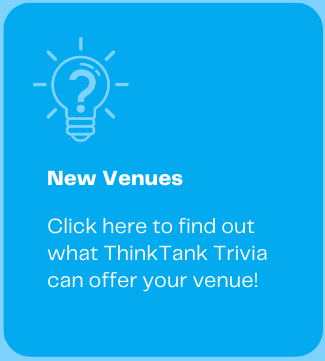 ?
New Venues
Click here to find out
what ThinkTank Trivia
can offer your venue!